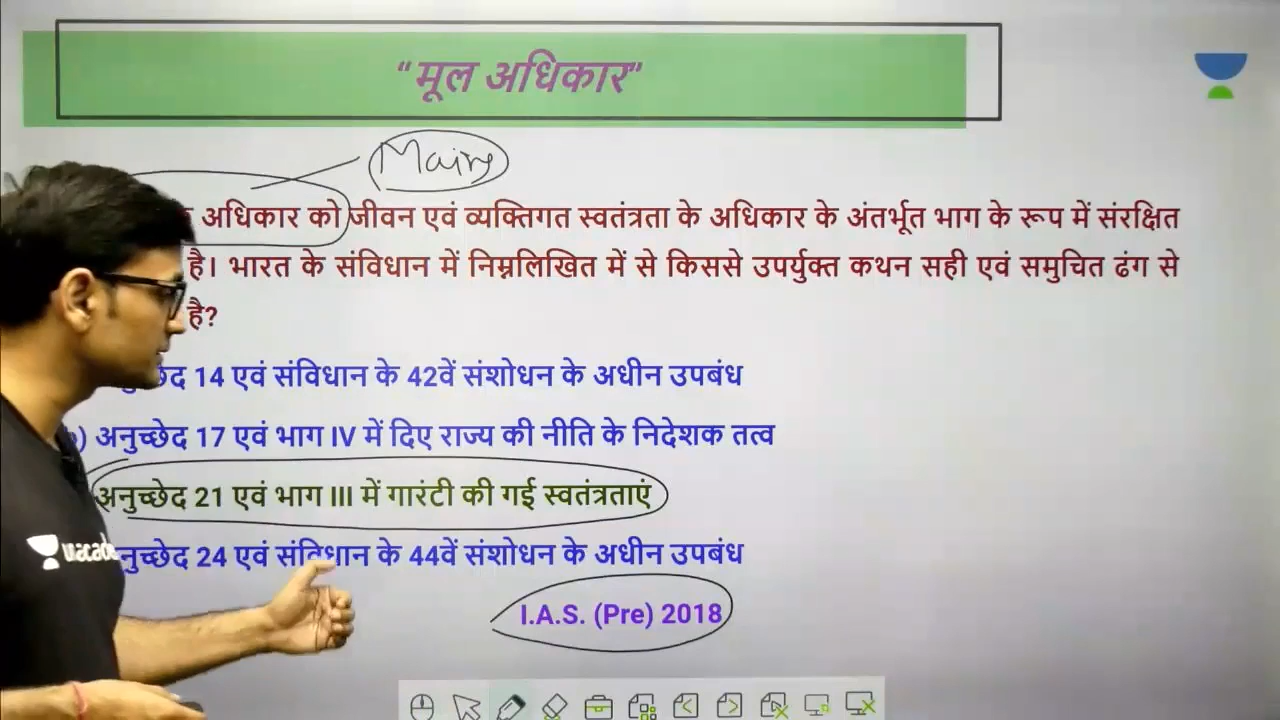 “मूल अधिकार”
Mains
अधिकार को जीवन एवं व्यक्तिगत स्वतंत्रता के अधिकार के अंतर्भूत भाग के रूप में संरक्षित
है। भारत के संविधान में निम्नलिखित में से किससे उपर्युक्त कथन सही एवं समुचित ढंग से
है?
14 एवं संविधान के 42वें संशोधन के अधीन उपबंध
) अनुच्छेद 17 एवं भाग IV में दिए राज्य की नीति के निदेशक तत्व
अनुच्छेद 21 एवं भाग III में गारंटी की गई स्वतंत्रताएं
नुच्छेद 24 एवं संविधान के 44वें संशोधन के अधीन उपबंध
I.A.S. (Pre) 2018